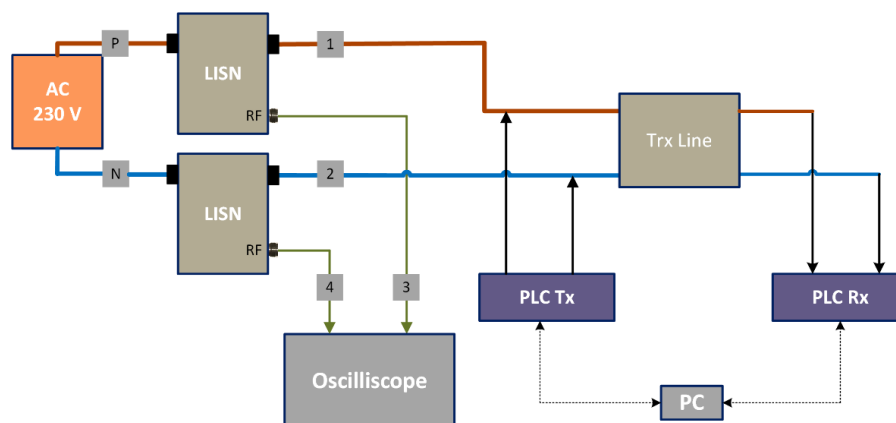 P
LISN
1
AC
230 V
RF
Trx Line
N
LISN
2
RF
4
3
PLC Tx
PLC Rx
Oscilliscope
PC